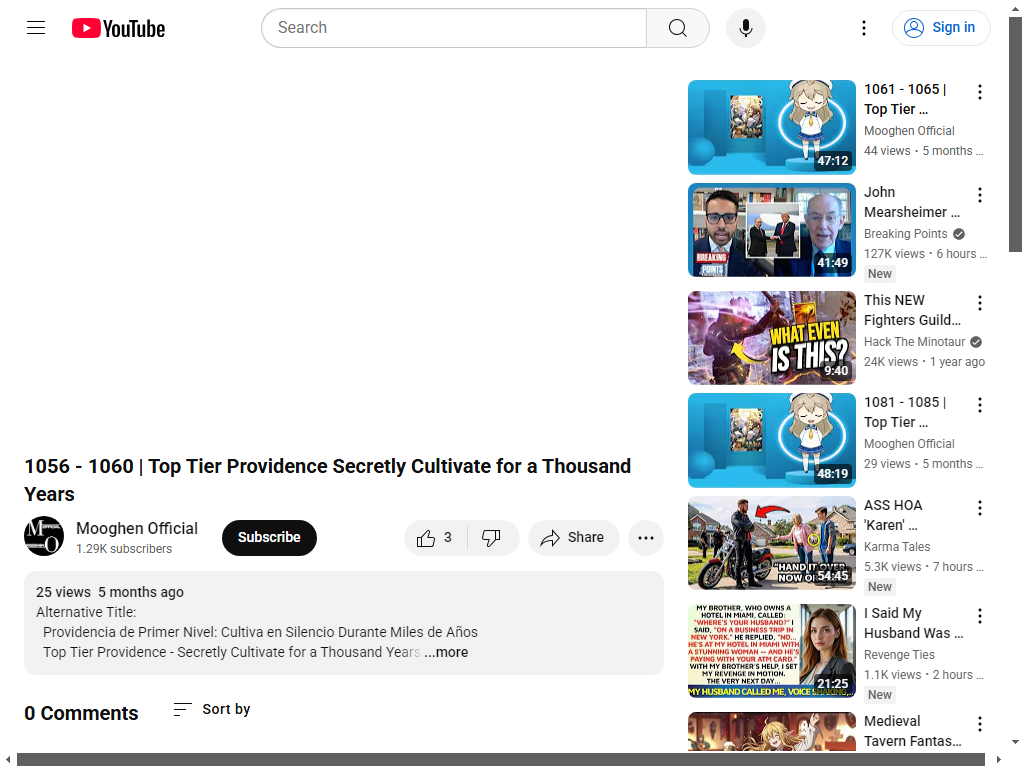 YouTube
Search
Sign in
1056 - 1060 | Top Tier Providence Secretly Cultivate for a Thousand
Years
Mooghen Official
1.29K subscribers
Subscribe
3
Share
25 views 5 months ago
Alternative Title:
Providencia de Primer Nivel: Cultiva en Silencio Durante Miles de Años
Top Tier Providence - Secretly Cultivate for a Thousand Years ...more
0 Comments
Sort by
47:12
1061 - 1065 |
Top Tier ...
Mooghen Official
44 views • 5 months ...
BREAKING
POINTS
41:49
John
Mearsheimer ...
Breaking Points
127K views • 6 hours ...
New
WHAT EVEN
IS THIS?
9:40
This NEW
Fighters Guild...
Hack The Minotaur
24K views • 1 year ago
48:19
1081 - 1085 |
Top Tier ...
Mooghen Official
29 views • 5 months ...
"HAND IT OVER
NOW OR
54:45
ASS HOA
'Karen' ...
Karma Tales
5.3K views • 7 hours ...
New
MY BROTHER, WHO OWNS A
HOTEL IN MIAMI, CALLED:
"WHERE'S YOUR HUSBAND?" I
SAID, "ON A BUSINESS TRIP IN
NEW YORK." HE REPLIED, "NO...
HE'S AT MY HOTEL IN MIAMI WITH
A STUNNING WOMAN — AND HE'S
PAYING WITH YOUR ATM CARD."
WITH MY BROTHER'S HELP, I SET
MY REVENGE IN MOTION.
THE VERY NEXT DAY...
MY HUSBAND CALLED ME, VOICE SHAKING...
21:25
I Said My
Husband Was ...
Revenge Ties
1.1K views • 2 hours ...
New
Medieval
Tavern Fantas...